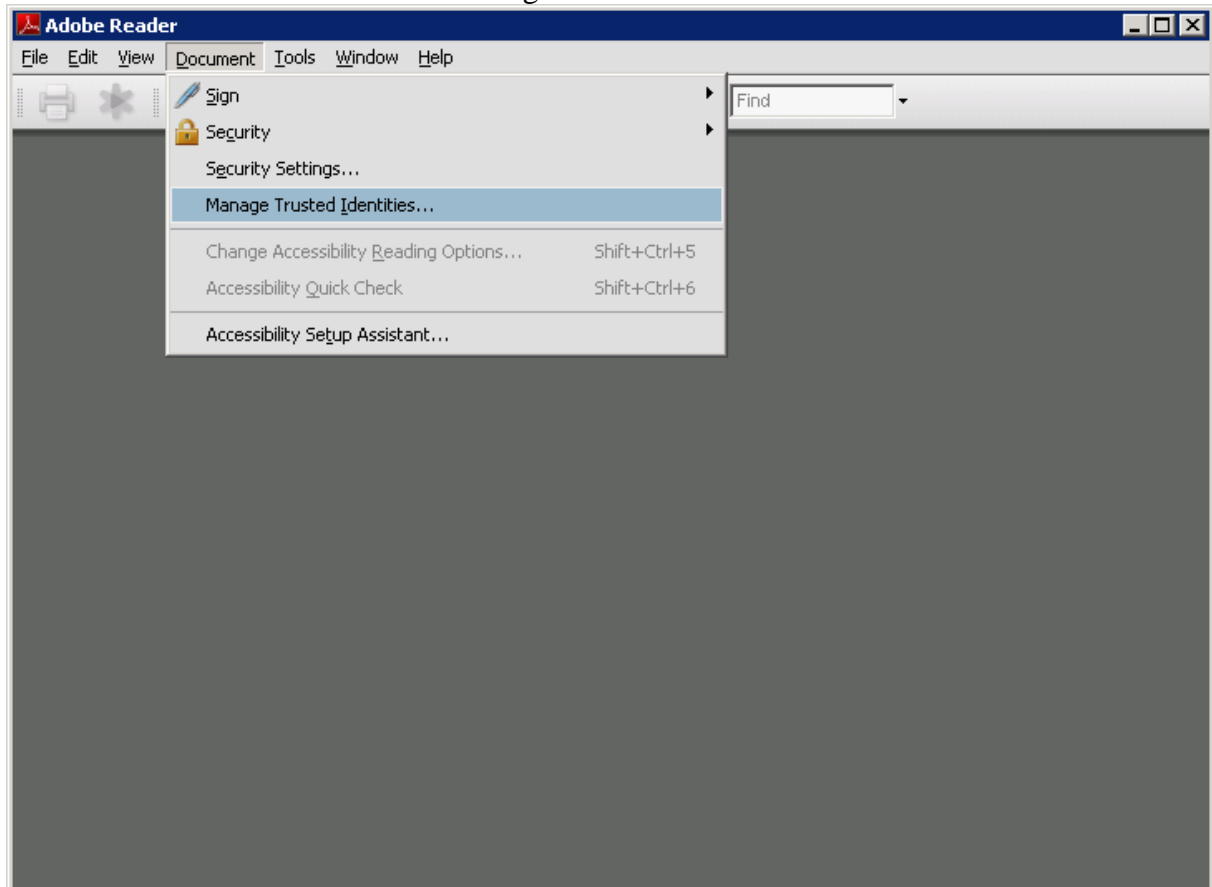 Adobe Reader
File Edit View Document Tools Window Help
Find
Sign
Security
Security Settings...
Manage Trusted Identities...
Change Accessibility Reading Options... Shift+Ctrl+5
Accessibility Quick Check Shift+Ctrl+6
Accessibility Setup Assistant...